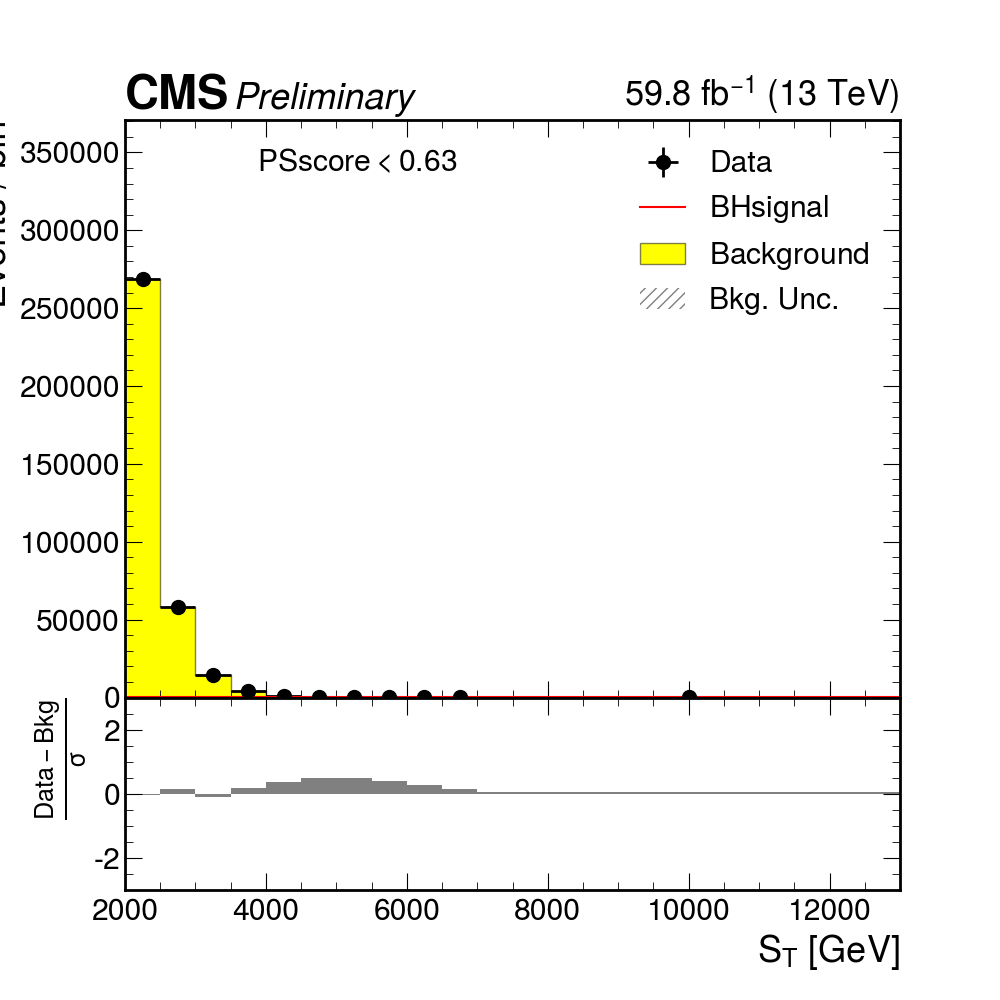 CMS Preliminary 59.8 fb⁻¹ (13 TeV)
PSscore < 0.63
Data
BHsignal
Background
Bkg. Unc.
350000
300000
250000
200000
150000
100000
50000
0
Data – Bkg
σ
2
0
-2
2000 4000 6000 8000 10000 12000
S_T [GeV]